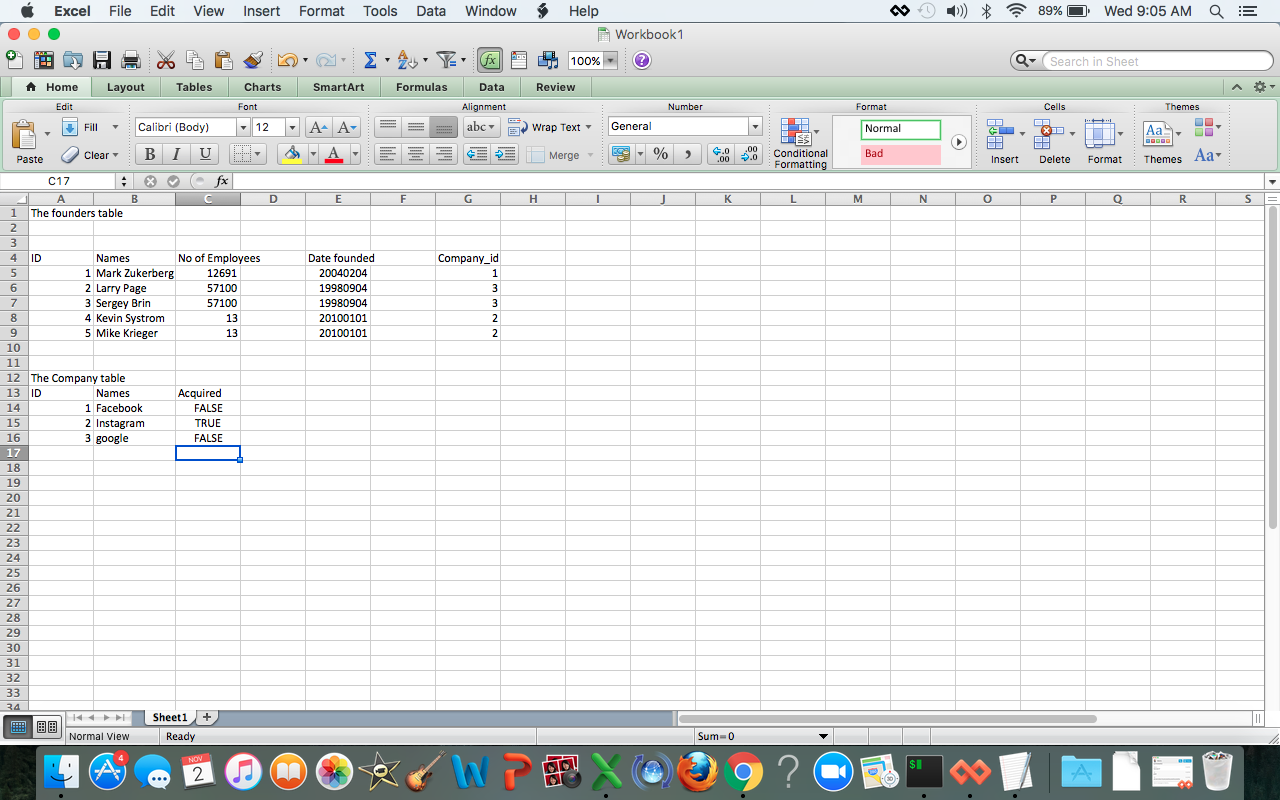 Excel File Edit View Insert Format Tools Data Window Help 89% Wed 9:05 AM
Workbook1
100% Search in Sheet
Home Layout Tables Charts SmartArt Formulas Data Review
Edit Font Alignment Number Format Cells Themes
Paste Fill Calibri (Body) 12 abc Wrap Text General Conditional Formatting Normal Insert Delete Format Themes Aa
Clear B I U A Merge % Bad Aa
C17 fx
A B C D E F G H I J K L M N O P Q R S
1 The founders table
2
3
4 ID Names No of Employees Date founded Company_id
5 1 Mark Zukerberg 12691 20040204 1
6 2 Larry Page 57100 19980904 3
7 3 Sergey Brin 57100 19980904 3
8 4 Kevin Systrom 13 20100101 2
9 5 Mike Krieger 13 20100101 2
10
11
12 The Company table
13 ID Names Acquired
14 1 Facebook FALSE
15 2 Instagram TRUE
16 3 google FALSE
17
18
19
20
21
22
23
24
25
26
27
28
29
30
31
32
33
34
Sheet1
Normal View Ready Sum=0
4 NOV 2